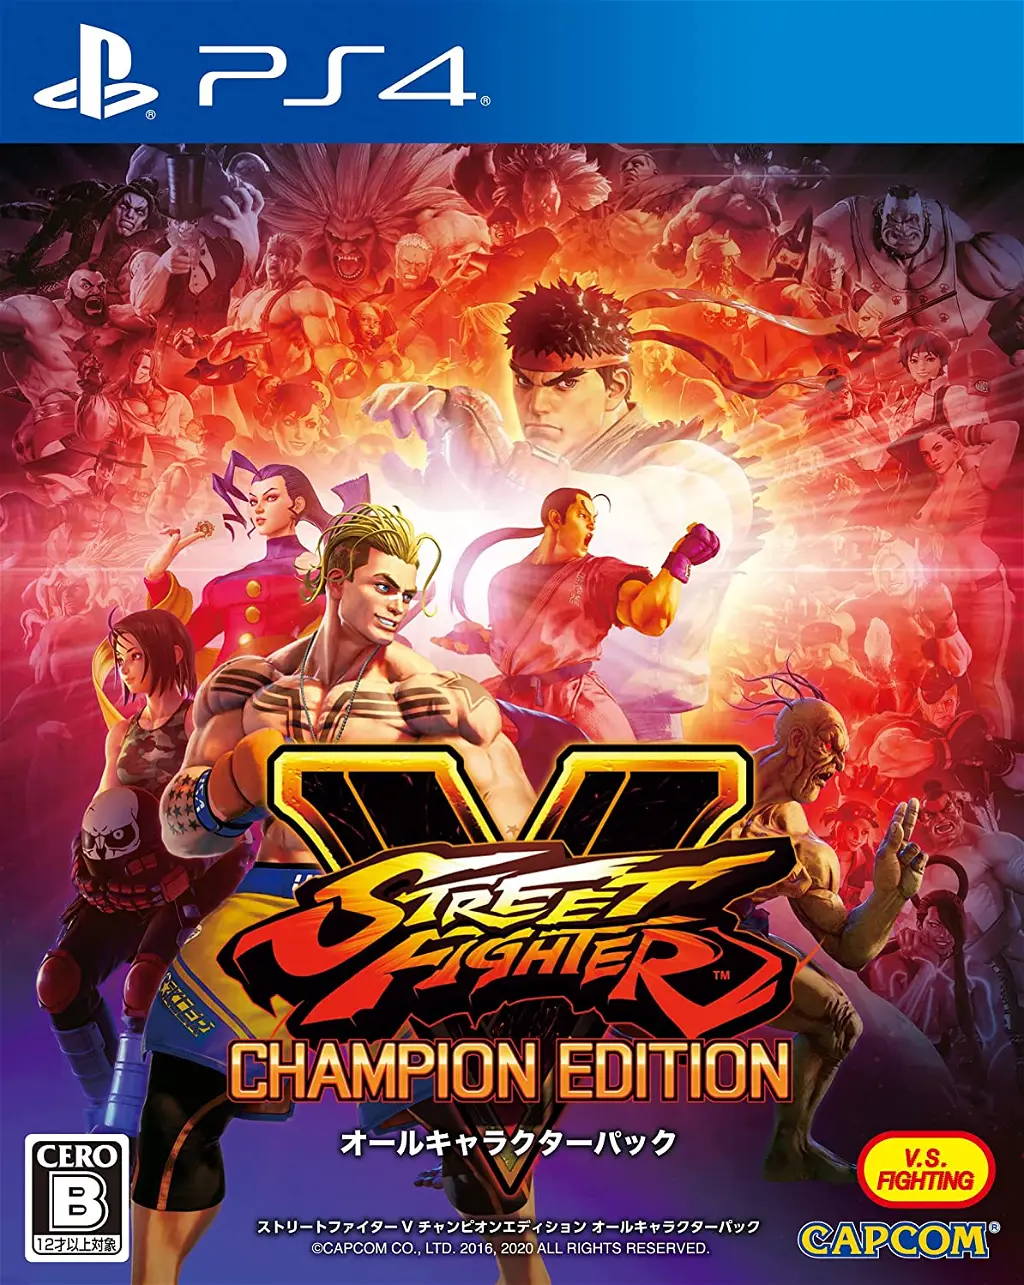 PS4®
V
STREET
FIGHTER™
CHAMPION EDITION
オールキャラクターパック
CERO
B
12才以上対象
V.S.
FIGHTING
ストリートファイター V チャンピオンエディション オールキャラクターパック
©CAPCOM CO., LTD. 2016, 2020 ALL RIGHTS RESERVED.
CAPCOM®